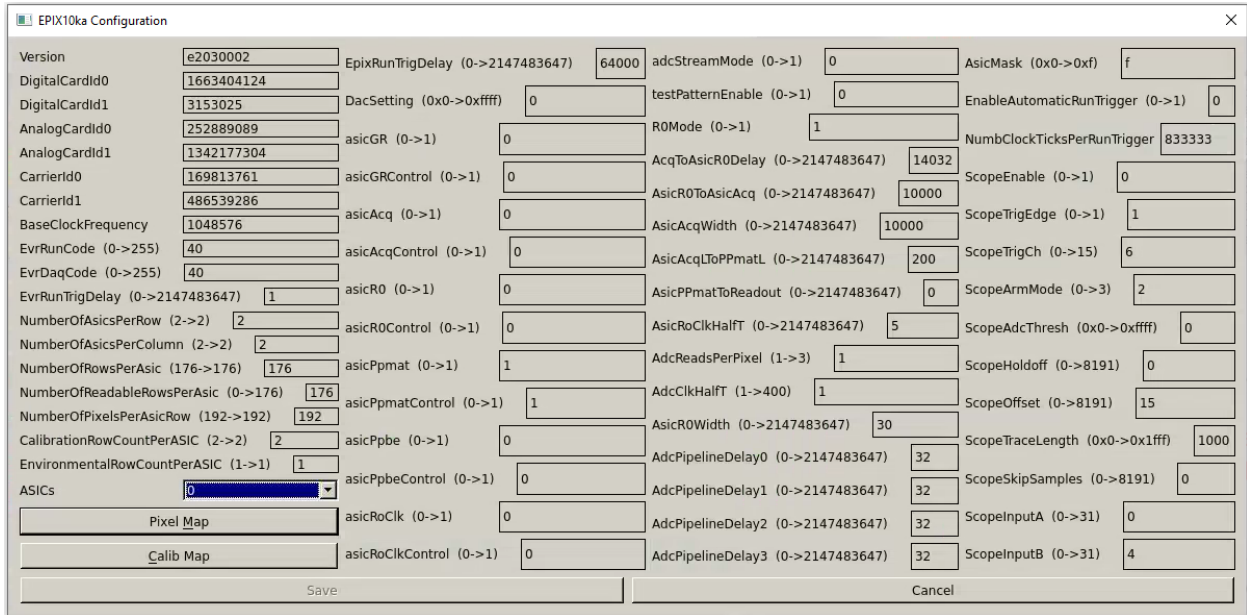 EPIX10ka Configuration
Version e2030002
DigitalCardId0 1663404124
DigitalCardId1 3153025
AnalogCardId0 252889089
AnalogCardId1 1342177304
CarrierId0 169813761
CarrierId1 486539286
BaseClockFrequency 1048576
EvrRunCode (0->255) 40
EvrDaqCode (0->255) 40
EvrRunTrigDelay (0->2147483647) 1
NumberOfAsicsPerRow (2->2) 2
NumberOfAsicsPerColumn (2->2) 2
NumberOfRowsPerAsic (176->176) 176
NumberOfReadableRowsPerAsic (0->176) 176
NumberOfPixelsPerAsicRow (192->192) 192
CalibrationRowCountPerASIC (2->2) 2
EnvironmentalRowCountPerASIC (1->1) 1
ASICs 0
Pixel Map
Calib Map
EpixRunTrigDelay (0->2147483647) 64000
DacSetting (0x0->0xffff) 0
asicGR (0->1) 0
asicGRControl (0->1) 0
asicAcq (0->1) 0
asicAcqControl (0->1) 0
asicR0 (0->1) 0
asicR0Control (0->1) 0
asicPpmat (0->1) 1
asicPpmatControl (0->1) 1
asicPpbe (0->1) 0
asicPpbeControl (0->1) 0
asicRoClk (0->1) 0
asicRoClkControl (0->1) 0
adcStreamMode (0->1) 0
testPatternEnable (0->1) 0
R0Mode (0->1) 1
AcqToAsicR0Delay (0->2147483647) 14032
AsicR0ToAsicAcq (0->2147483647) 10000
AsicAcqWidth (0->2147483647) 10000
AsicAcqLToPPmatL (0->2147483647) 200
AsicPPmatToReadout (0->2147483647) 0
AsicRoClkHalfT (0->2147483647) 5
AdcReadsPerPixel (1->3) 1
AdcClkHalfT (1->400) 1
AsicR0Width (0->2147483647) 30
AdcPipelineDelay0 (0->2147483647) 32
AdcPipelineDelay1 (0->2147483647) 32
AdcPipelineDelay2 (0->2147483647) 32
AdcPipelineDelay3 (0->2147483647) 32
AsicMask (0x0->0xf) f
EnableAutomaticRunTrigger (0->1) 0
NumbClockTicksPerRunTrigger 833333
ScopeEnable (0->1) 0
ScopeTrigEdge (0->1) 1
ScopeTrigCh (0->15) 6
ScopeArmMode (0->3) 2
ScopeAdcThresh (0x0->0xffff) 0
ScopeHoldoff (0->8191) 0
ScopeOffset (0->8191) 15
ScopeTraceLength (0x0->0x1fff) 1000
ScopeSkipSamples (0->8191) 0
ScopeInputA (0->31) 0
ScopeInputB (0->31) 4
Save
Cancel